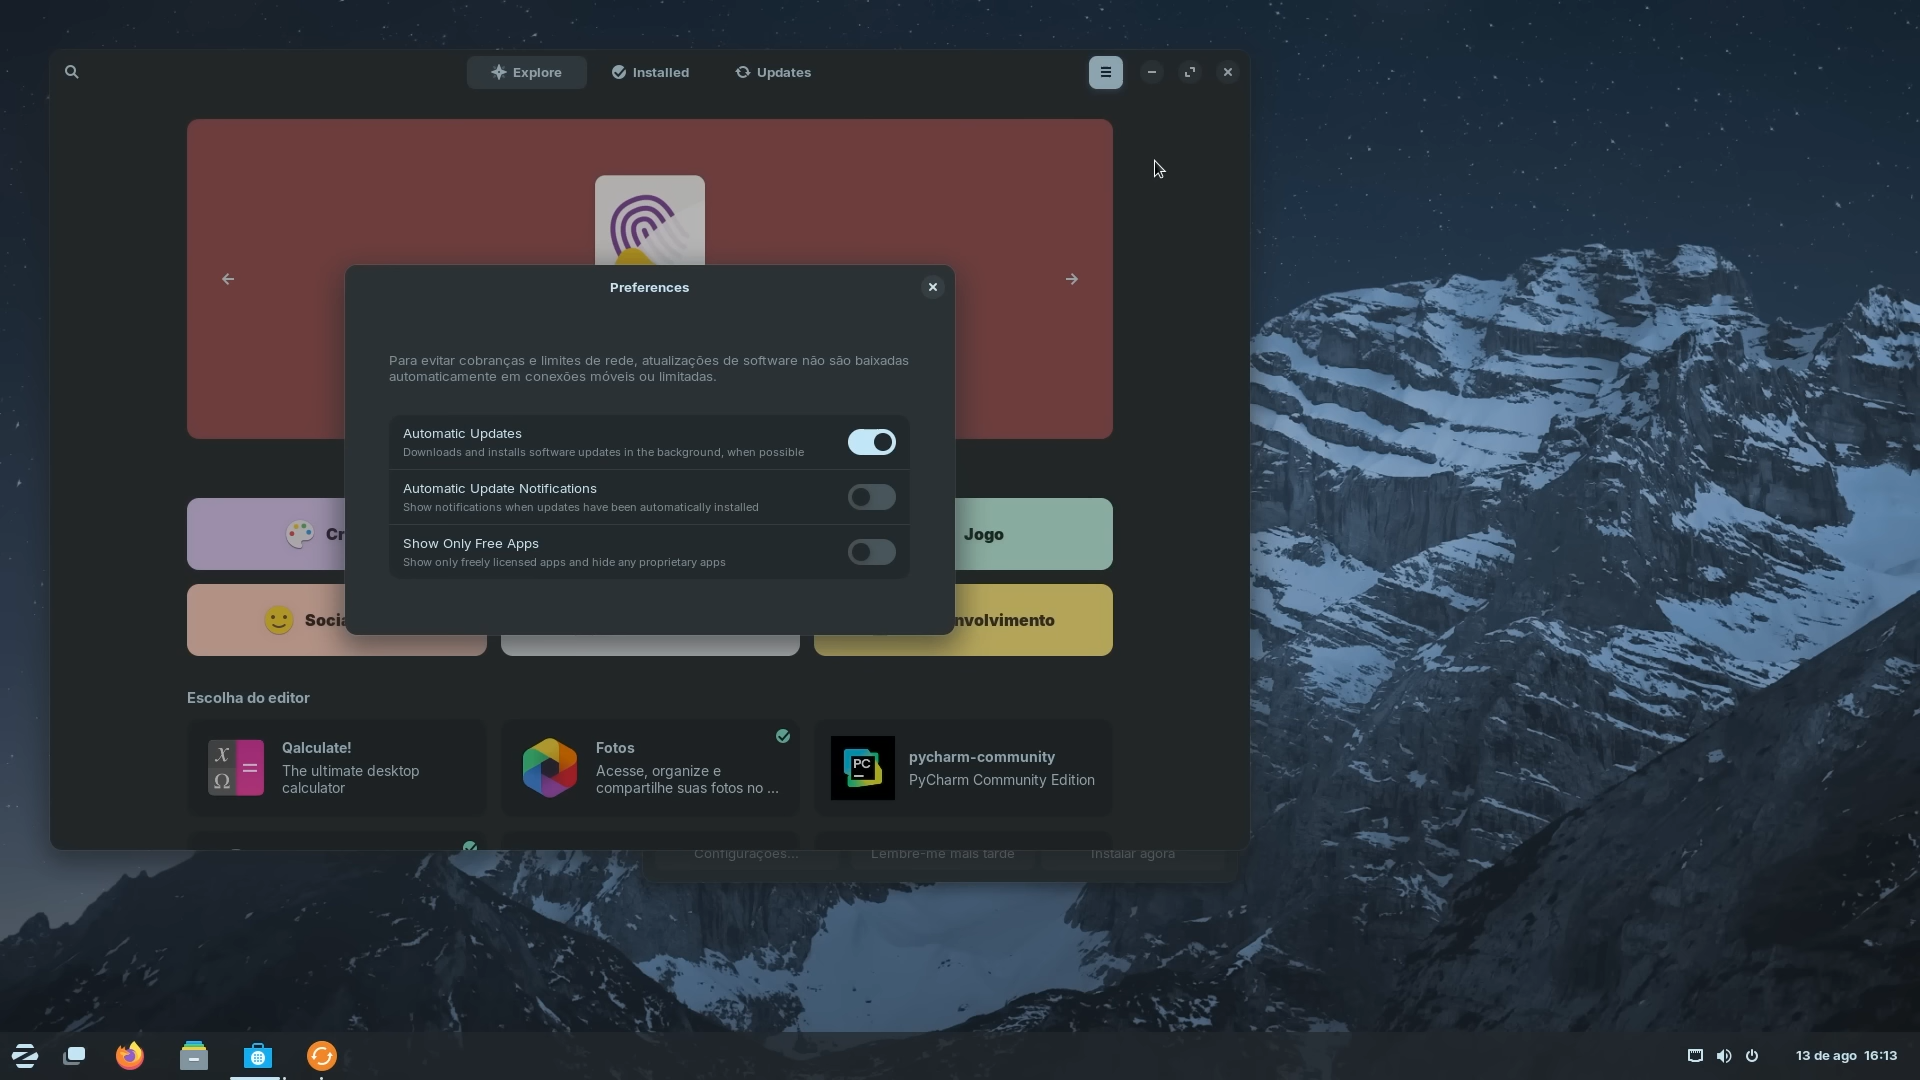 Explore
Installed
Updates
Preferences
Para evitar cobranças e limites de rede, atualizações de software não são baixadas
automaticamente em conexões móveis ou limitadas.
Automatic Updates
Downloads and installs software updates in the background, when possible
Automatic Update Notifications
Show notifications when updates have been automatically installed
Show Only Free Apps
Show only freely licensed apps and hide any proprietary apps
Cr
Jogo
Socia
nvolvimento
Escolha do editor
X
Ω
=
Qalculate!
The ultimate desktop
calculator
Fotos
Acesse, organize e
compartilhe suas fotos no ...
PC
pycharm-community
PyCharm Community Edition
Configurações...
Lembre-me mais tarde
Instalar agora
13 de ago 16:13